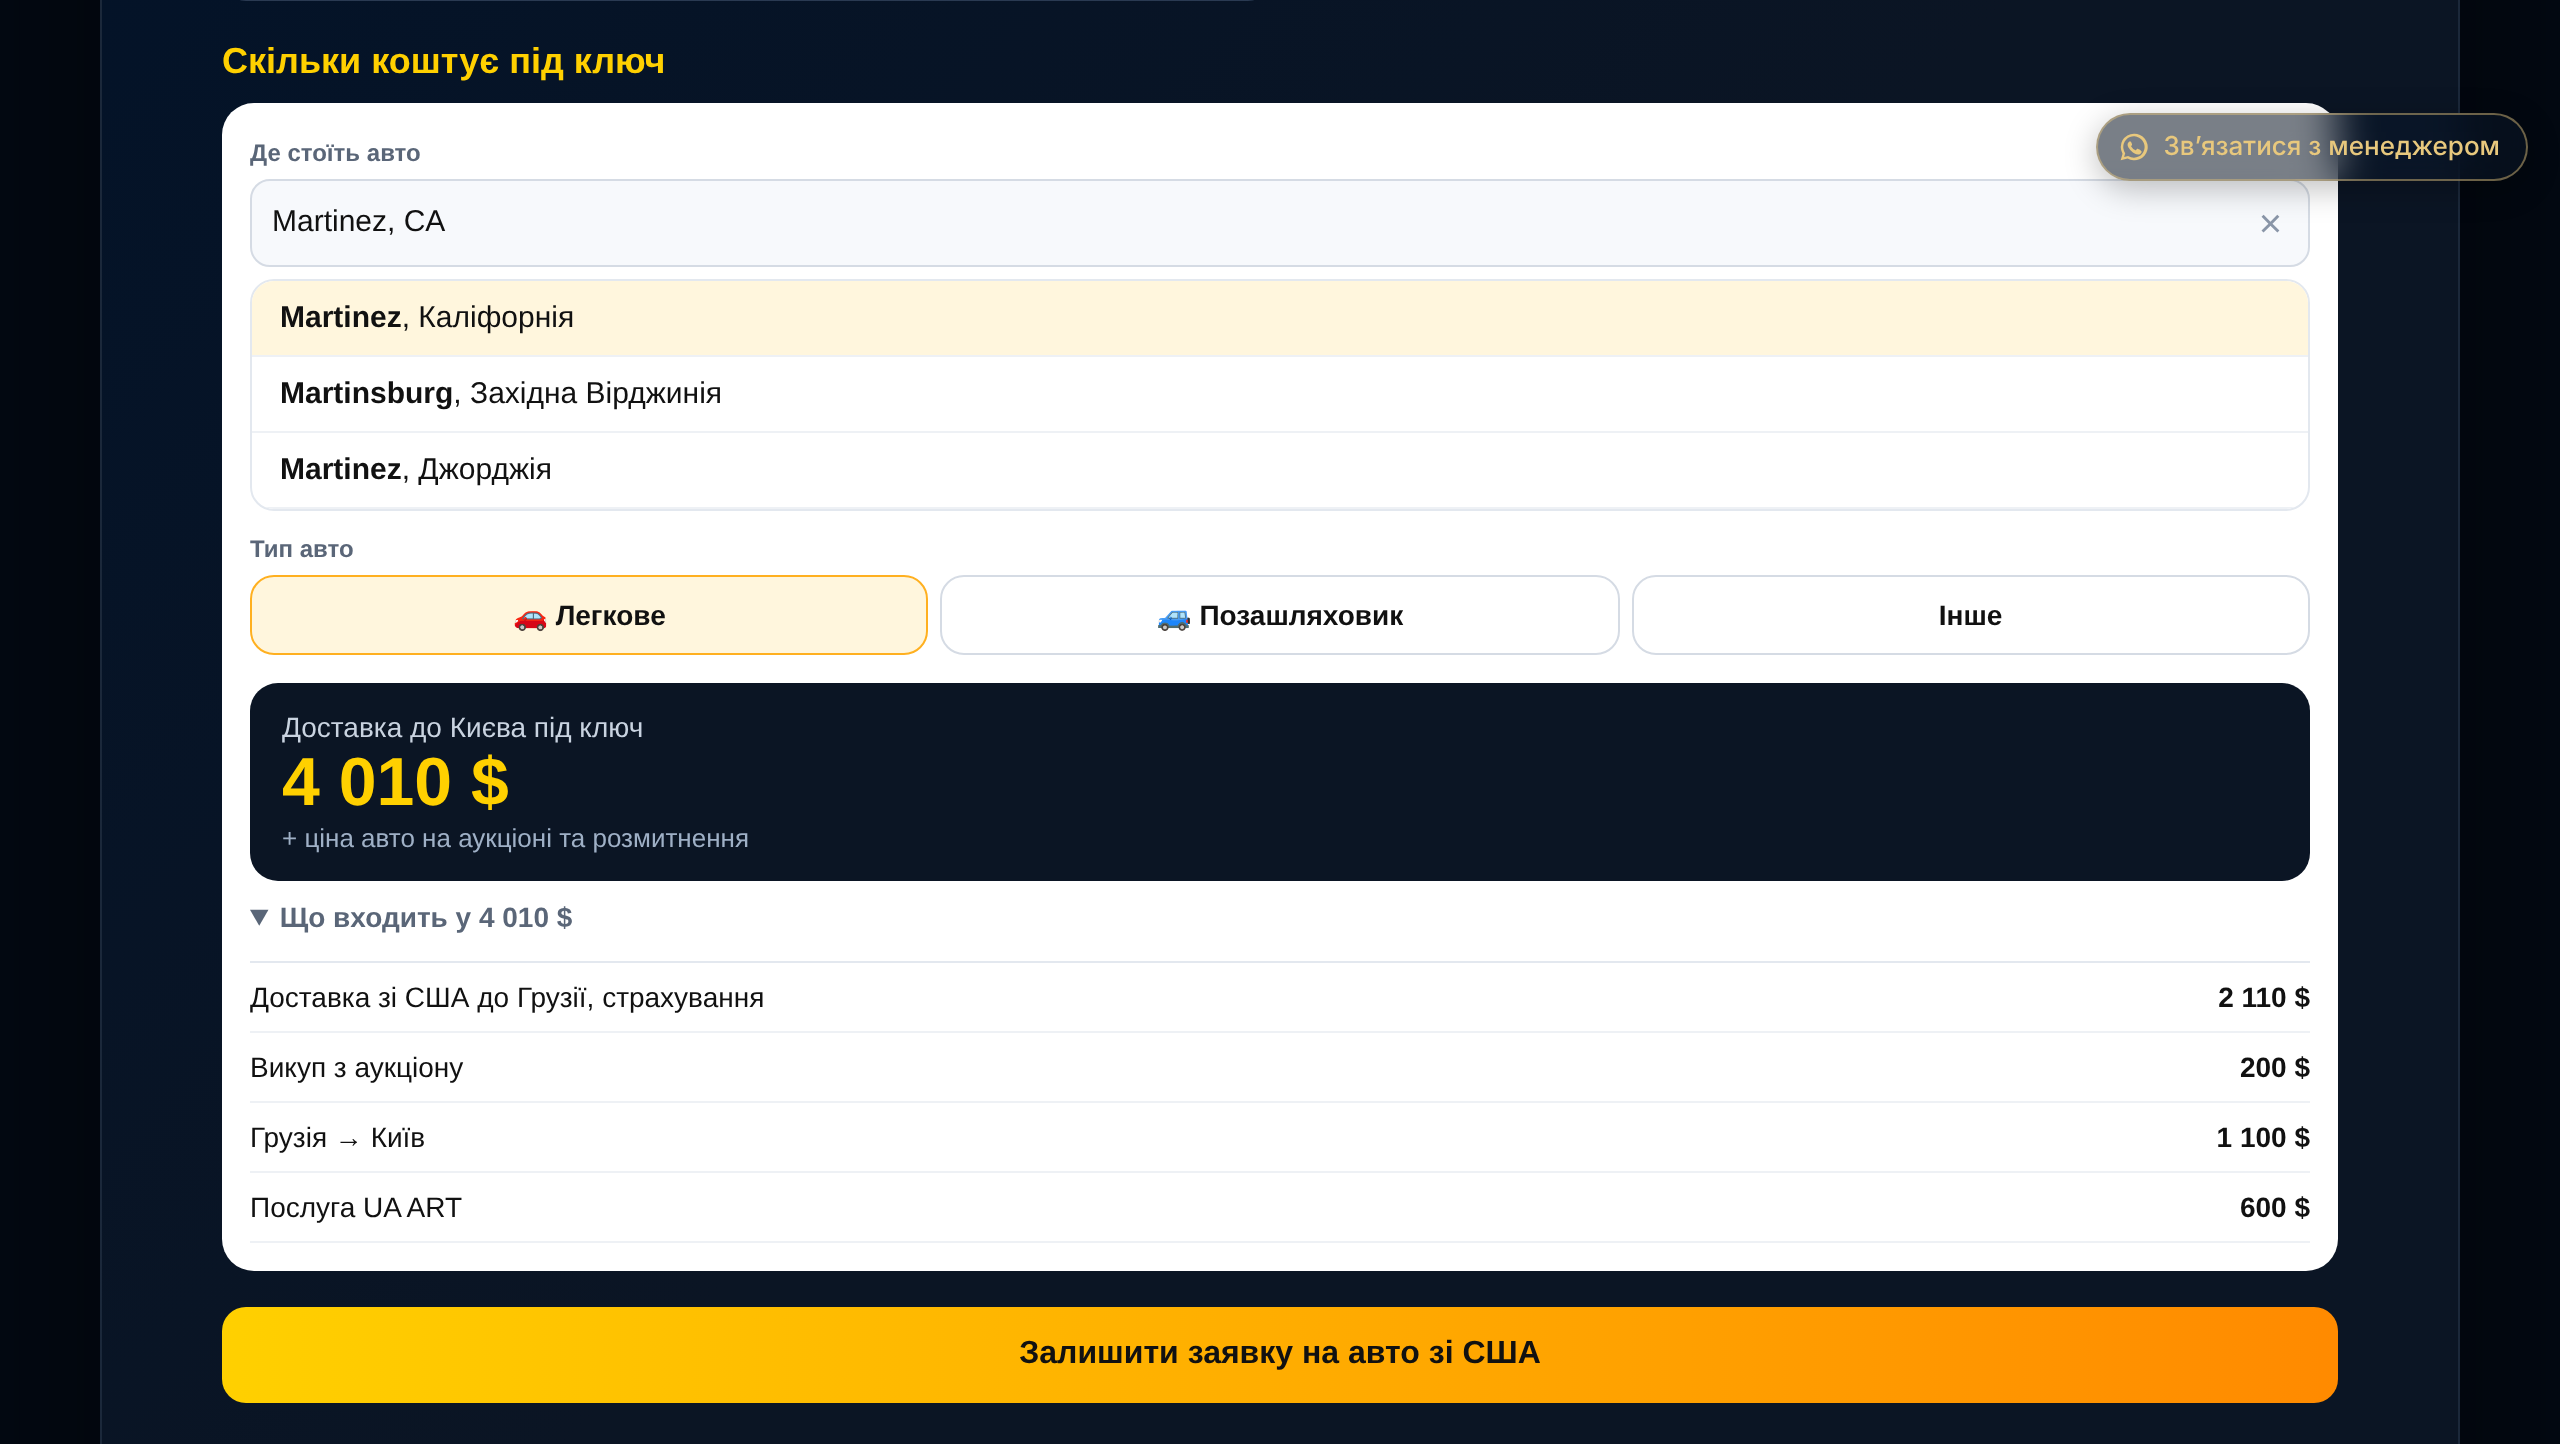 Скільки коштує під ключ
Зв’язатися з менеджером
Де стоїть авто
Martinez, CA
×
Martinez, Каліфорнія
Martinsburg, Західна Вірджинія
Martinez, Джорджія
Тип авто
Легкове
Позашляховик
Інше
Доставка до Києва під ключ
4 010 $
+ ціна авто на аукціоні та розмитнення
▼ Що входить у 4 010 $
Доставка зі США до Грузії, страхування 2 110 $
Викуп з аукціону 200 $
Грузія → Київ 1 100 $
Послуга UA ART 600 $
Залишити заявку на авто зі США